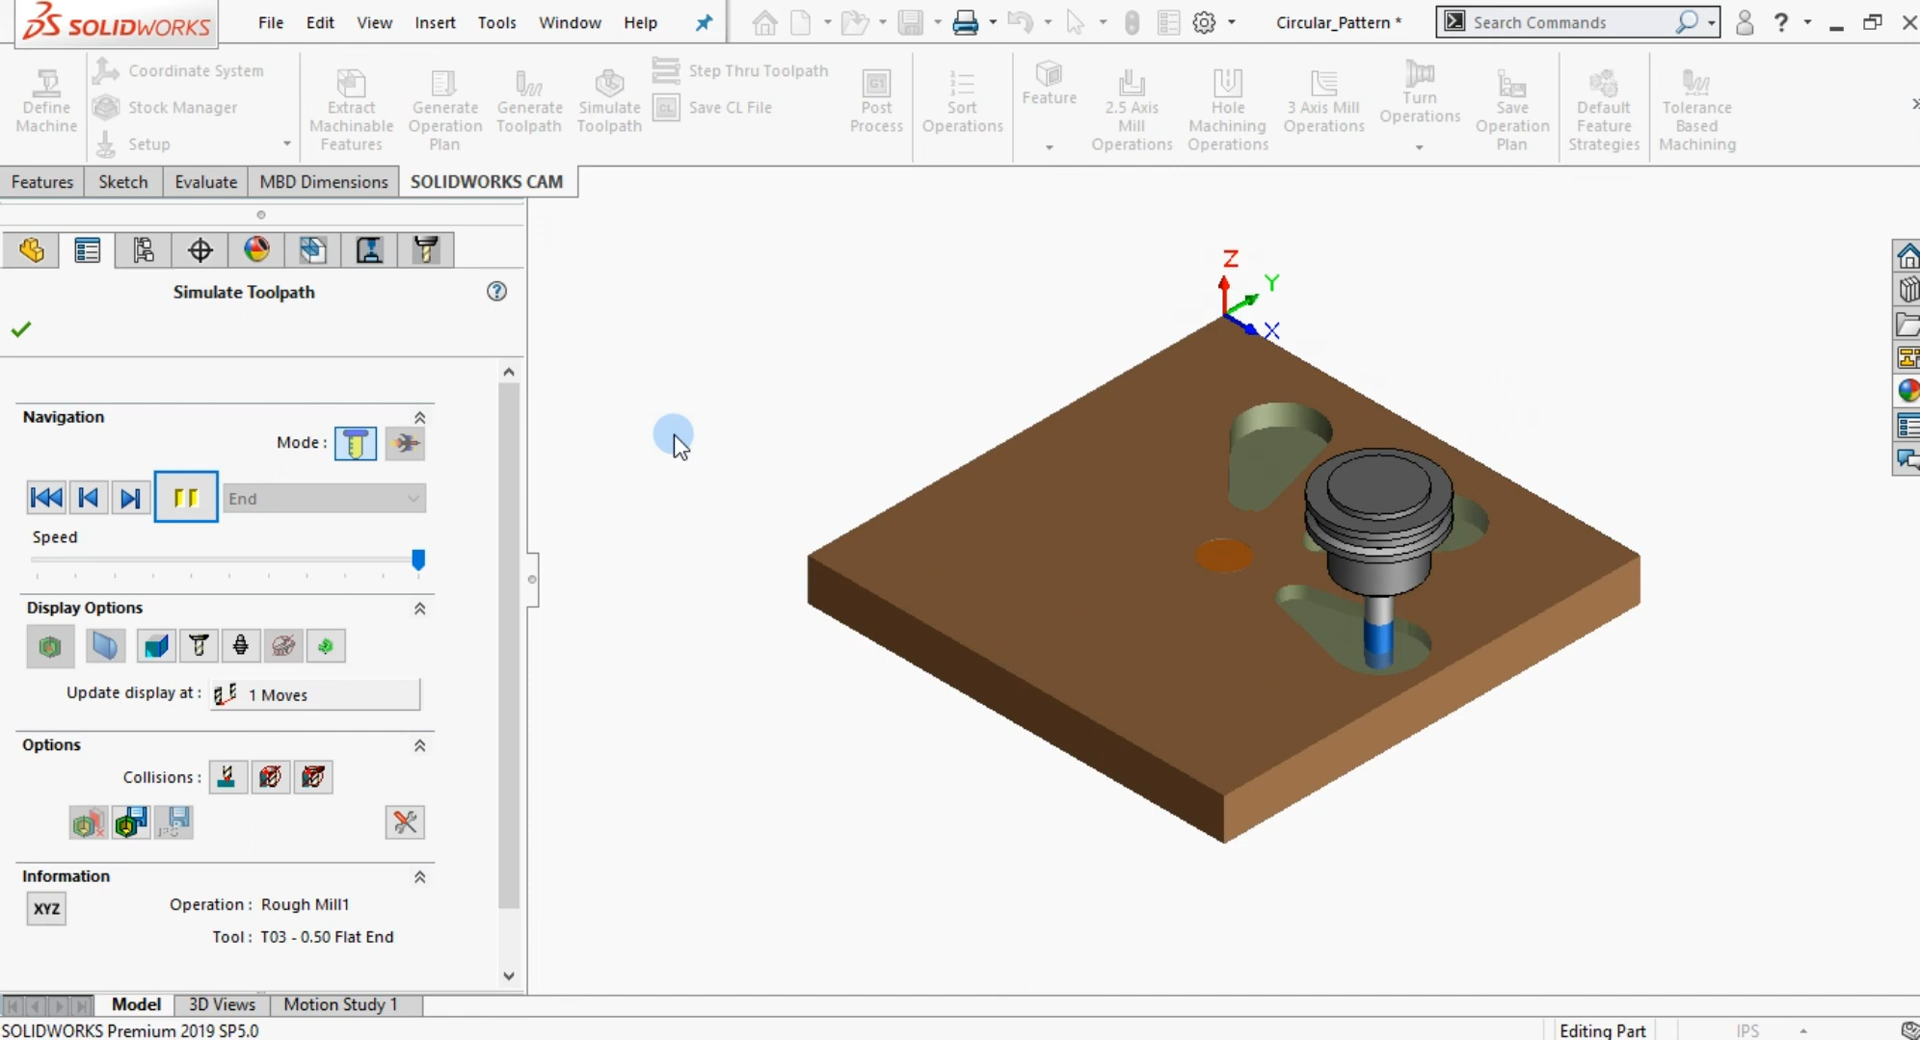 SOLIDWORKS
File Edit View Insert Tools Window Help
Circular_Pattern *
Search Commands
?
Define Machine
Coordinate System
Stock Manager
Setup
Extract Machinable Features
Generate Operation Plan
Generate Toolpath
Simulate Toolpath
Step Thru Toolpath
CL Save CL File
G1
Post Process
Sort Operations
Feature
2.5 Axis Mill Operations
Hole Machining Operations
3 Axis Mill Operations
Turn Operations
Save Operation Plan
Default Feature Strategies
Tolerance Based Machining
Features Sketch Evaluate MBD Dimensions SOLIDWORKS CAM
Simulate Toolpath
?
Navigation
Mode :
End
Speed
Display Options
Update display at : 1 Moves
Options
Collisions :
JPG
Information
XYZ Operation : Rough Mill1
Tool : T03 - 0.50 Flat End
Z
Y
X
Model 3D Views Motion Study 1
SOLIDWORKS Premium 2019 SP5.0
Editing Part
IPS